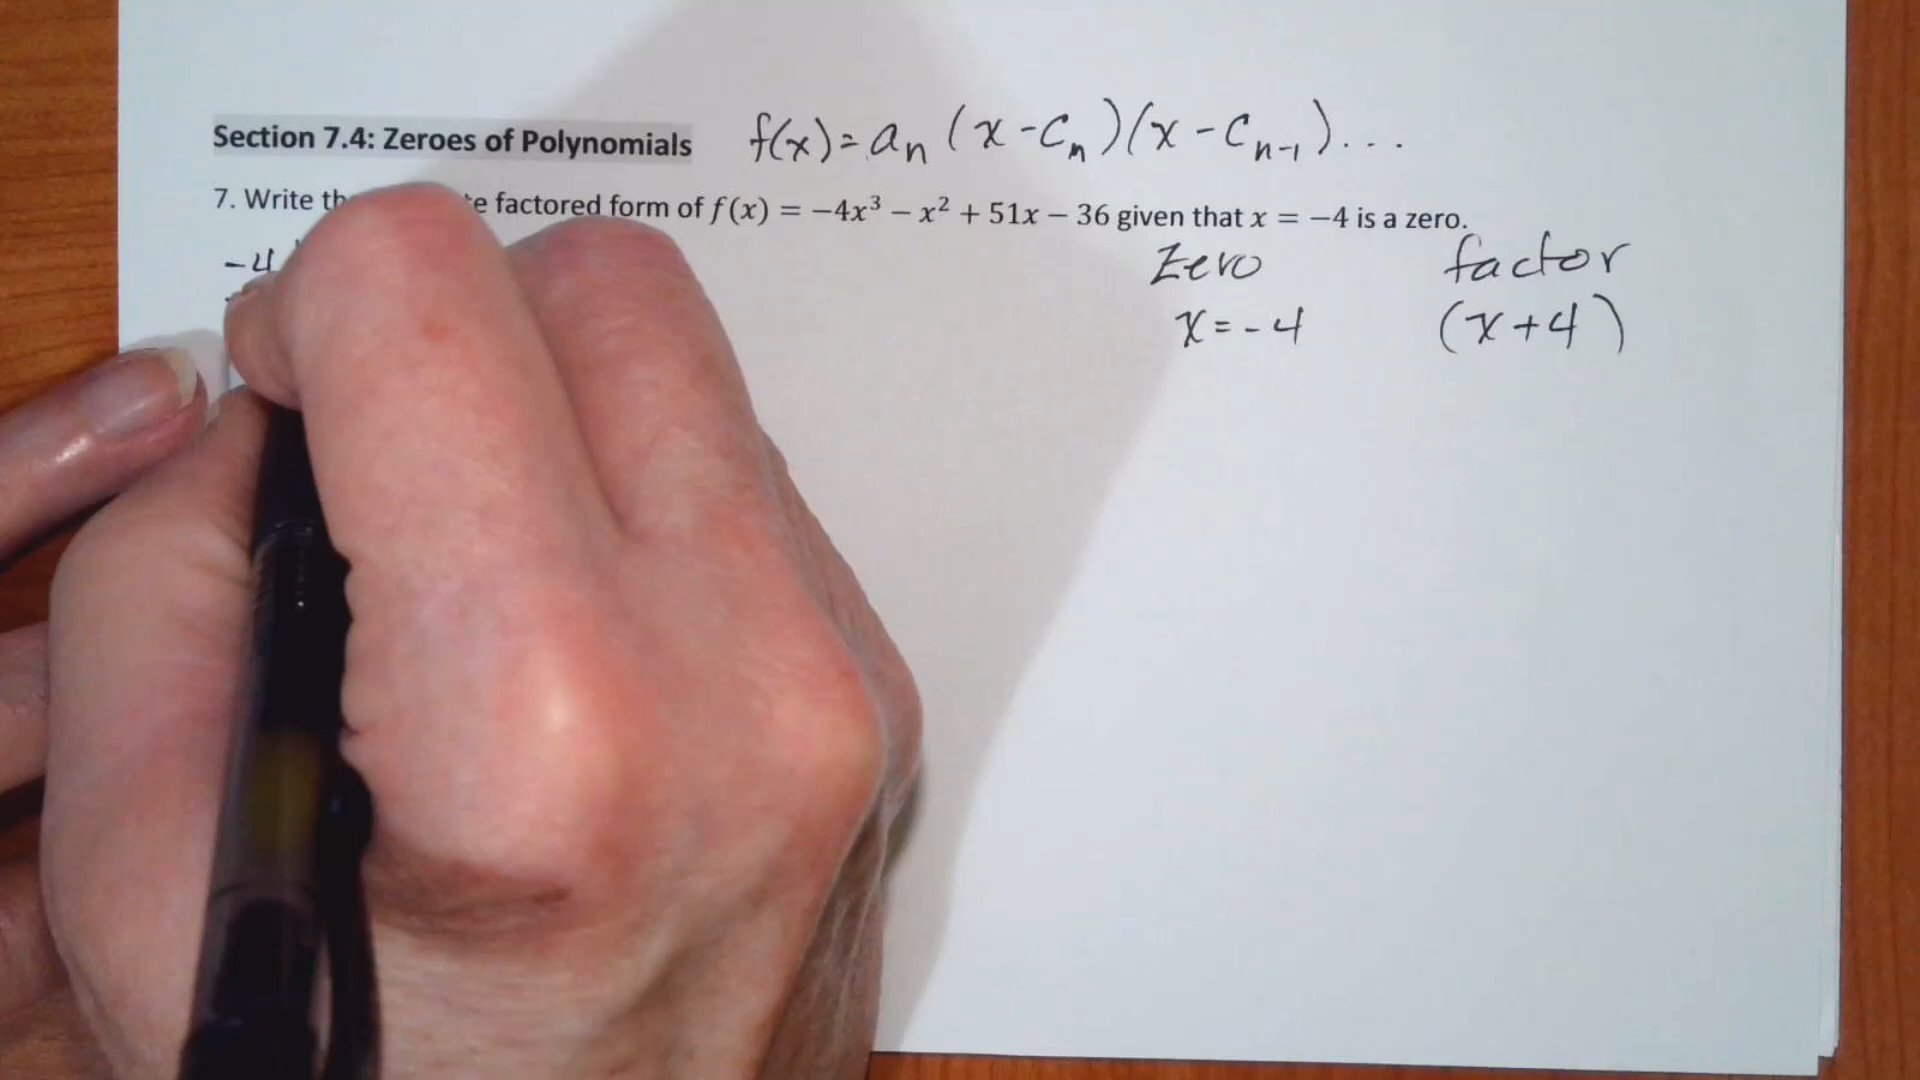 Section 7.4: Zeroes of Polynomials f(x) = aₙ (x - cₙ)(x - cₙ₋₁)...
7. Write factored form of f(x) = −4x³ − x² + 51x − 36 given that x = −4 is a zero.
-4 zero factor
x = -4 (x+4)